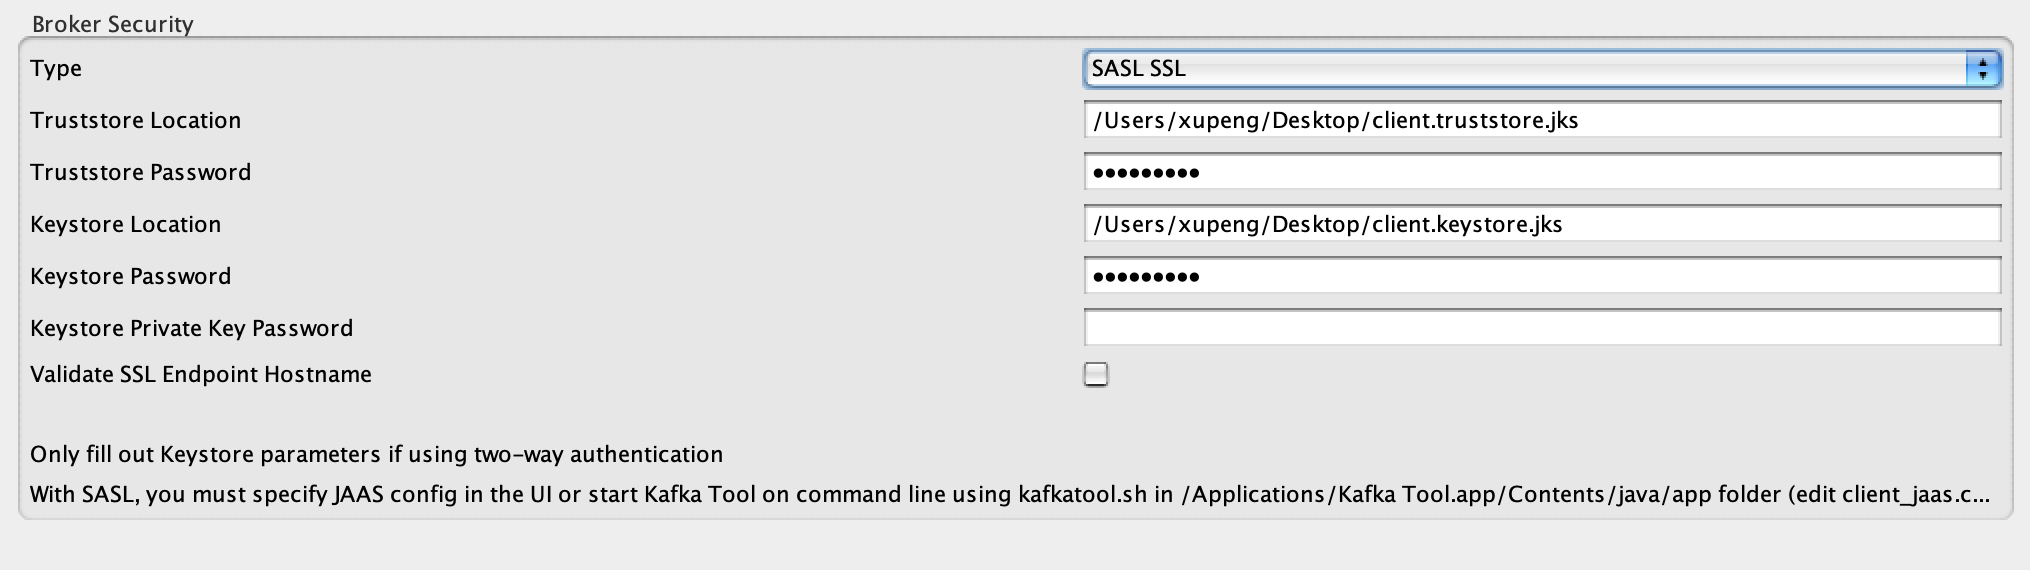 Broker Security
Type SASL SSL
Truststore Location /Users/xupeng/Desktop/client.truststore.jks
Truststore Password •••••••••
Keystore Location /Users/xupeng/Desktop/client.keystore.jks
Keystore Password •••••••••
Keystore Private Key Password
Validate SSL Endpoint Hostname
Only fill out Keystore parameters if using two-way authentication
With SASL, you must specify JAAS config in the UI or start Kafka Tool on command line using kafkatool.sh in /Applications/Kafka Tool.app/Contents/java/app folder (edit client_jaas.c...